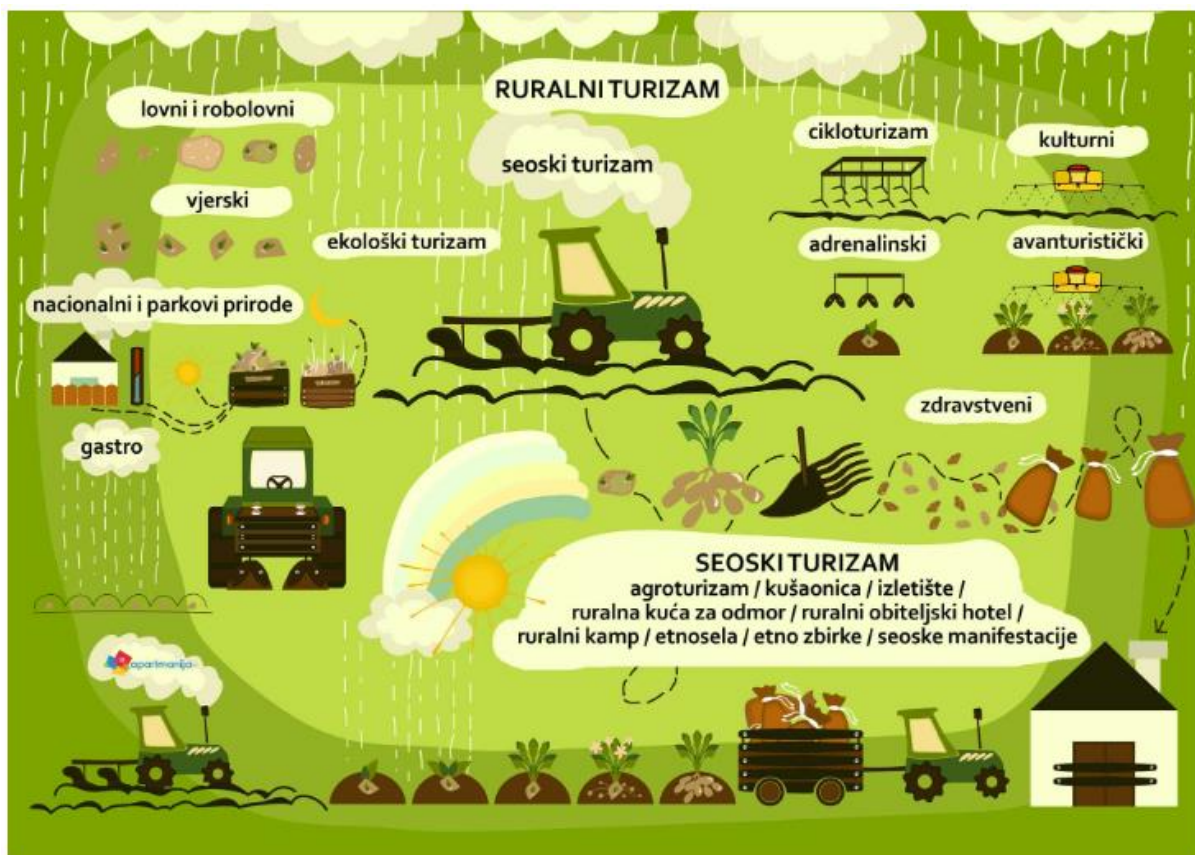 RURALNI TURIZAM
lovni i robolovni
seoski turizam
cikloturizam
kulturni
vjerski
ekološki turizam
adrenalinski
avanturistički
nacionalni i parkovi prirode
zdravstveni
gastro
SEOSKI TURIZAM
agroturizam / kušaonica / izletište /
ruralna kuća za odmor / ruralni obiteljski hotel /
ruralni kamp / etnosela / etno zbirke / seoske manifestacije
apartmanija